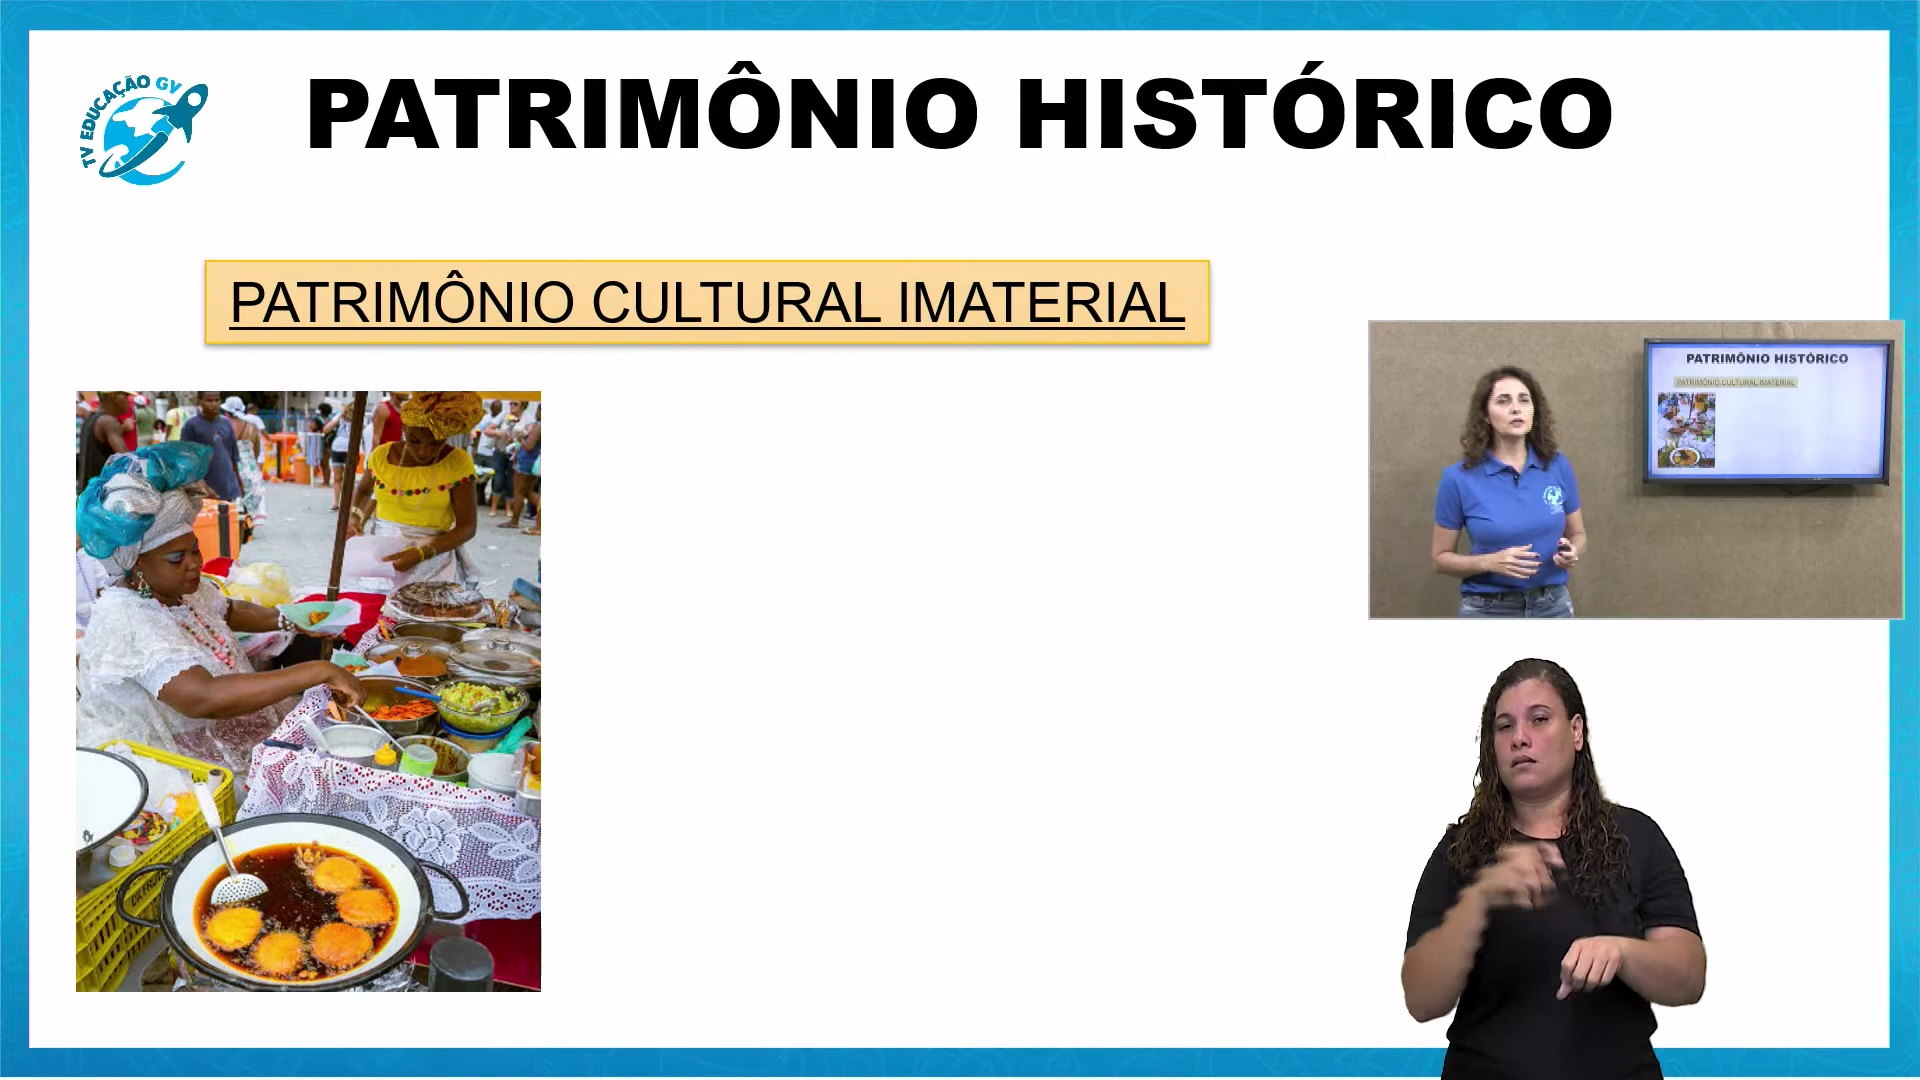 TV EDUCAÇÃO GV
PATRIMÔNIO HISTÓRICO
PATRIMÔNIO CULTURAL IMATERIAL
PATRIMÔNIO HISTÓRICO
PATRIMÔNIO CULTURAL IMATERIAL